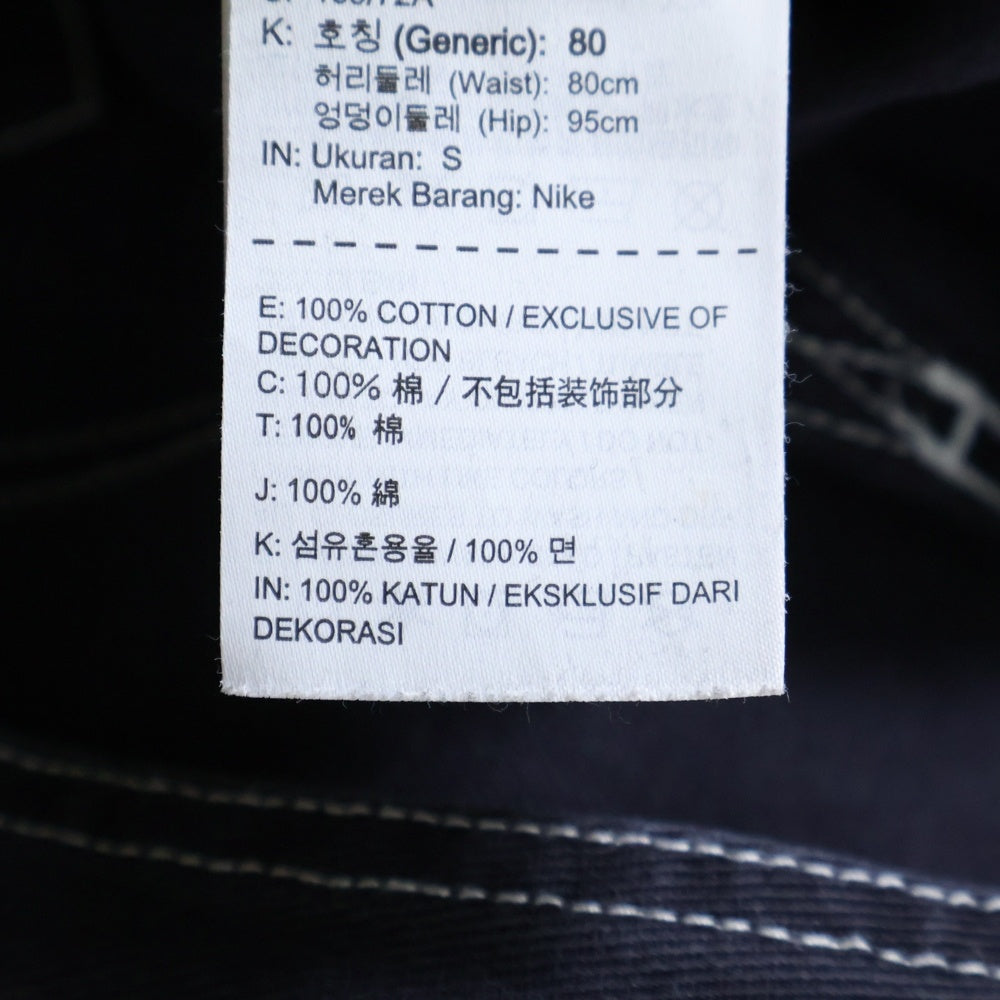 K: 호칭 (Generic): 80
허리둘레 (Waist): 80cm
엉덩이둘레 (Hip): 95cm
IN: Ukuran: S
Merek Barang: Nike
E: 100% COTTON / EXCLUSIVE OF
DECORATION
C: 100% 棉 / 不包括装饰部分
T: 100% 棉
J: 100% 綿
K: 섬유혼용율 / 100% 면
IN: 100% KATUN / EKSKLUSIF DARI
DEKORASI